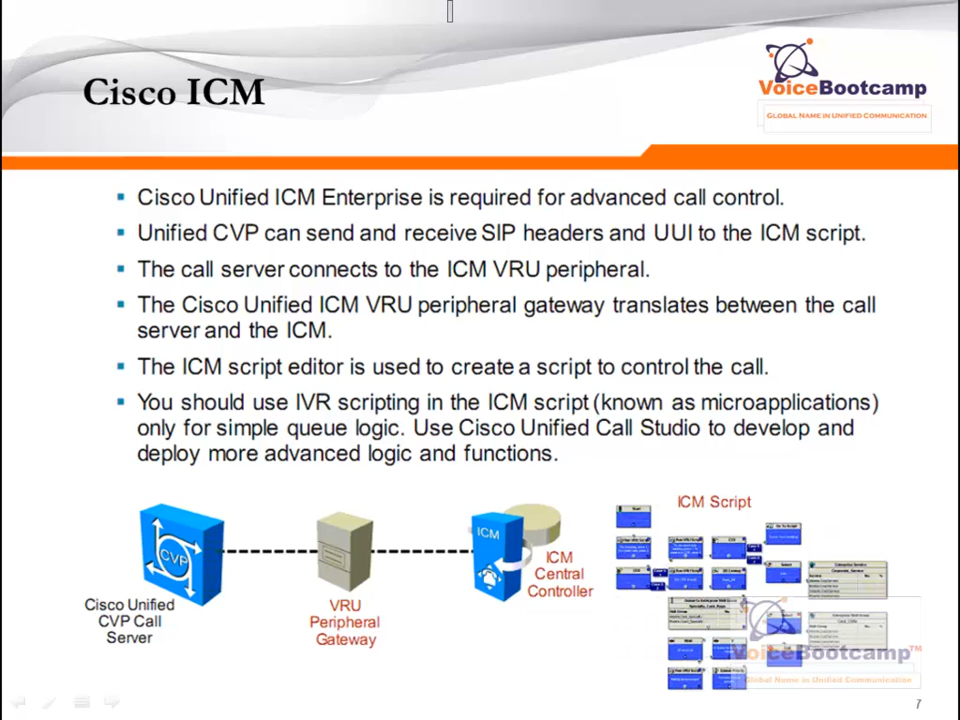 Cisco ICM
VoiceBootcamp
GLOBAL NAME IN UNIFIED COMMUNICATION
Cisco Unified ICM Enterprise is required for advanced call control.
Unified CVP can send and receive SIP headers and UUI to the ICM script.
The call server connects to the ICM VRU peripheral.
The Cisco Unified ICM VRU peripheral gateway translates between the call
server and the ICM.
The ICM script editor is used to create a script to control the call.
You should use IVR scripting in the ICM script (known as microapplications)
only for simple queue logic. Use Cisco Unified Call Studio to develop and
deploy more advanced logic and functions.
ICM Script
CVP
ICM
Cisco Unified
CVP Call
Server
VRU
Peripheral
Gateway
ICM
Central
Controller
VoiceBootcamp™
Global Name in Unified Communication
7